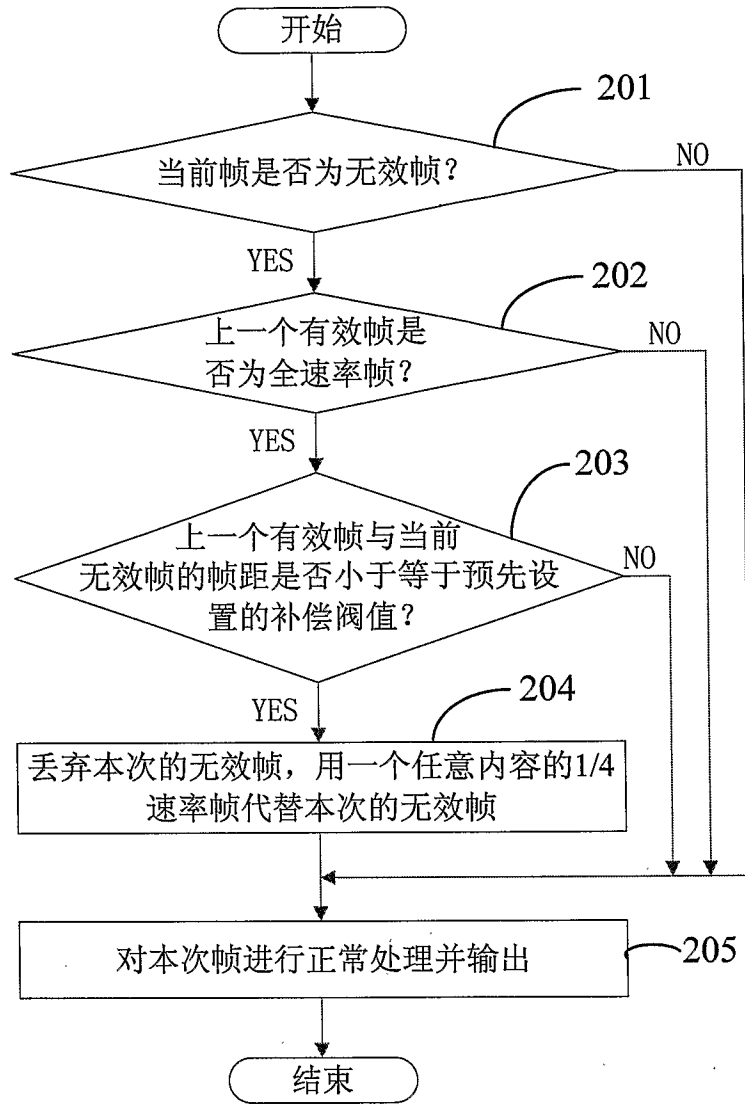 开始
201
当前帧是否为无效帧?
NO
YES
202
上一个有效帧是
否为全速率帧?
NO
YES
203
上一个有效帧与当前
无效帧的帧距是否小于等于预先设
置的补偿阀值?
NO
YES
204
丢弃本次的无效帧，用一个任意内容的1/4
速率帧代替本次的无效帧
对本次帧进行正常处理并输出
205
结束